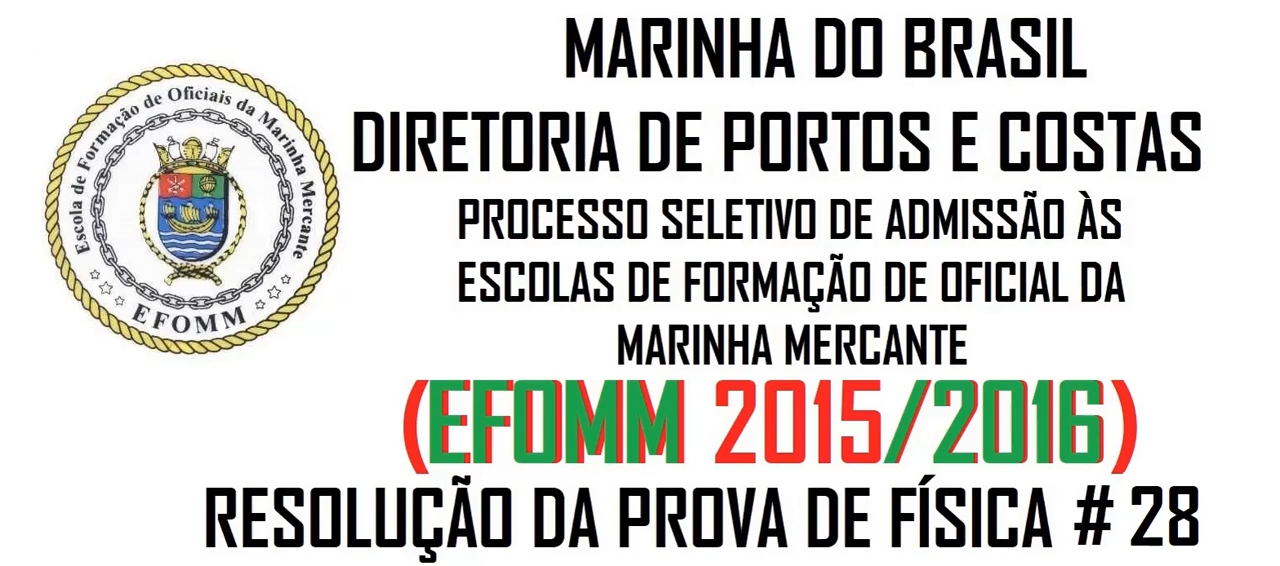 MARINHA DO BRASIL
DIRETORIA DE PORTOS E COSTAS
PROCESSO SELETIVO DE ADMISSÃO ÀS
ESCOLAS DE FORMAÇÃO DE OFICIAL DA
MARINHA MERCANTE
(EFOMM 2015/2016)
RESOLUÇÃO DA PROVA DE FÍSICA # 28
Escola de Formação de Oficiais da Marinha Mercante
EFOMM